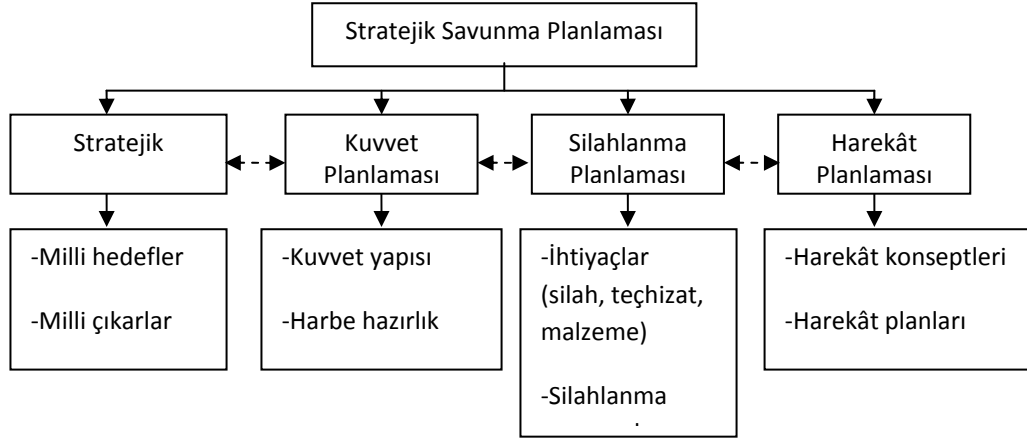 Stratejik Savunma Planlaması
Stratejik
Kuvvet
Planlaması
Silahlanma
Planlaması
Harekât
Planlaması
-Milli hedefler
-Milli çıkarlar
-Kuvvet yapısı
-Harbe hazırlık
-İhtiyaçlar
(silah, teçhizat,
malzeme)
-Silahlanma
-Harekât konseptleri
-Harekât planları